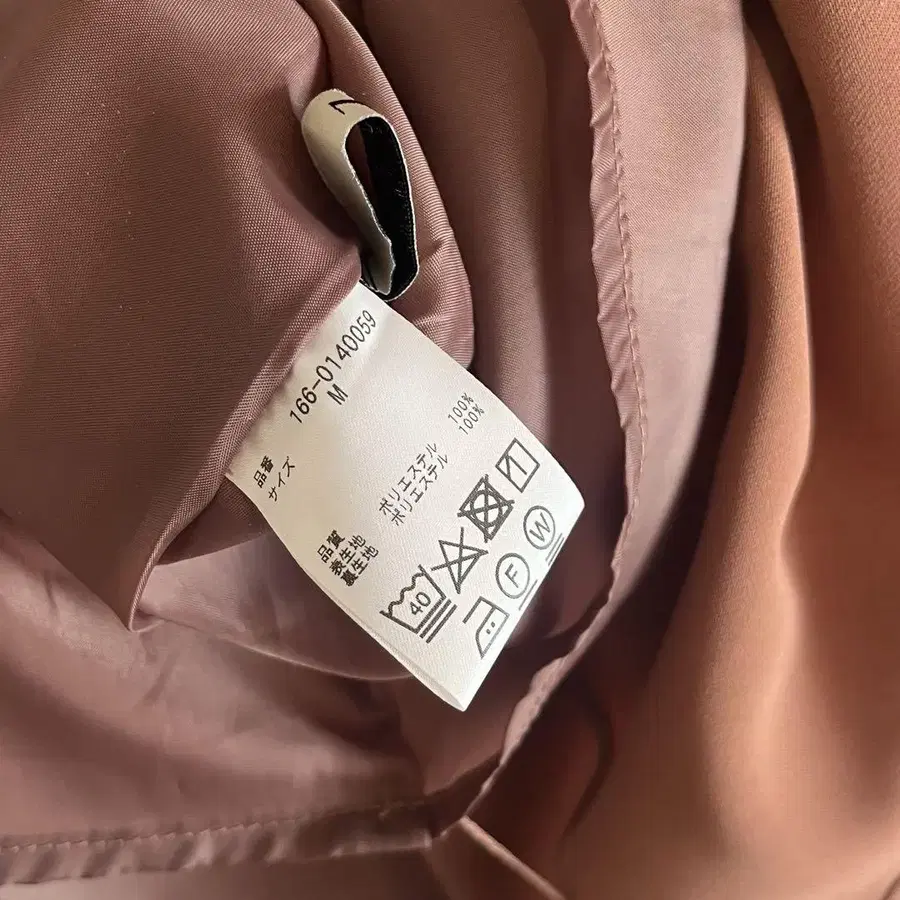 品番 166-0140059
サイズ M
品質
表生地 ポリエステル 100%
裏生地 ポリエステル 100%
40
F
W